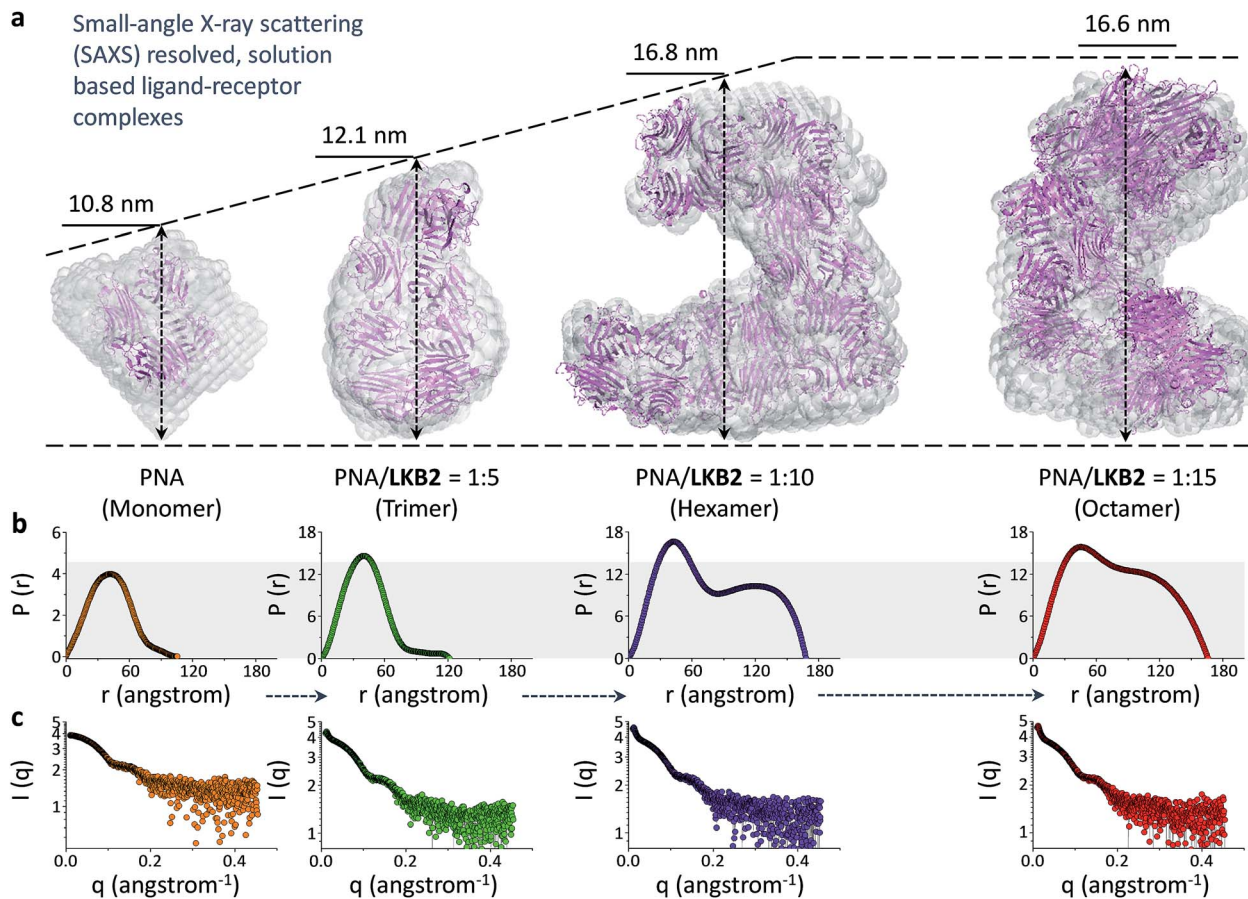 a
Small-angle X-ray scattering
(SAXS) resolved, solution
based ligand-receptor
complexes
10.8 nm
12.1 nm
16.8 nm
16.6 nm
PNA
(Monomer)
PNA/LKB2 = 1:5
(Trimer)
PNA/LKB2 = 1:10
(Hexamer)
PNA/LKB2 = 1:15
(Octamer)
b
P (r)
6
4
2
0
0 60 120 180
r (angstrom)
P (r)
18
12
6
0
0 60 120 180
r (angstrom)
P (r)
18
12
6
0
0 60 120 180
r (angstrom)
P (r)
18
12
6
0
0 60 120 180
r (angstrom)
c
I (q)
5
4
3
2
1
0.0 0.2 0.4
q (angstrom⁻¹)
I (q)
5
4
3
2
1
0.0 0.2 0.4
q (angstrom⁻¹)
I (q)
5
4
3
2
1
0.0 0.2 0.4
q (angstrom⁻¹)
I (q)
5
4
3
2
1
0.0 0.2 0.4
q (angstrom⁻¹)